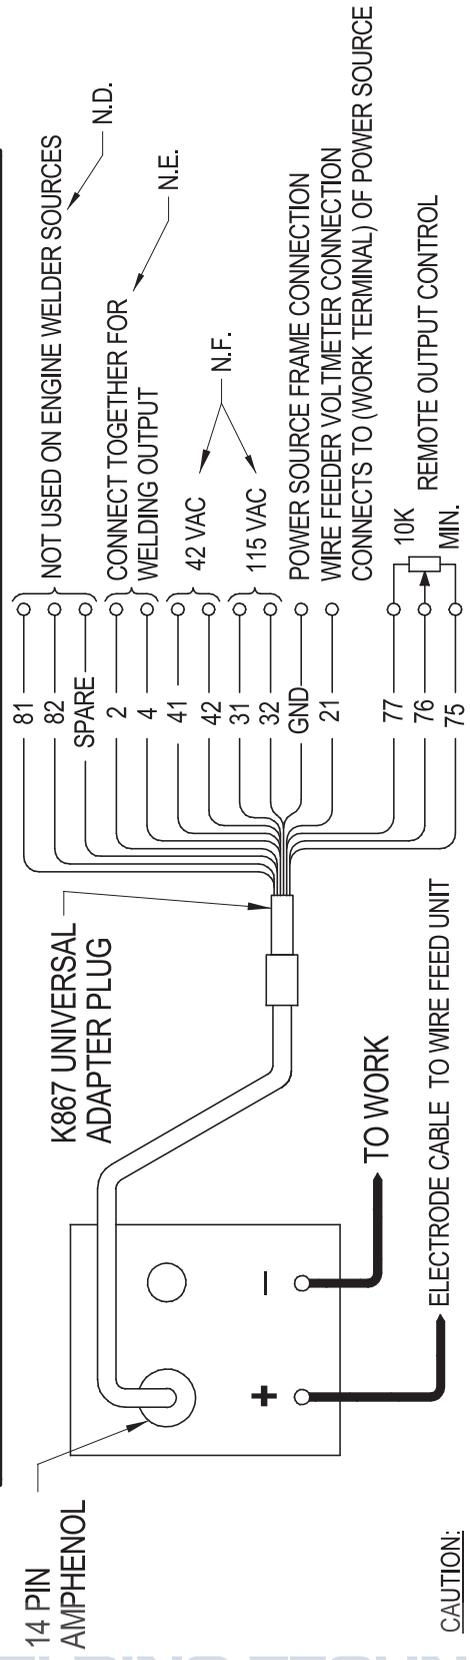 14 PIN
AMPHENOL
K867 UNIVERSAL
ADAPTER PLUG
81
82
SPARE
2
4
41
42
31
32
GND
21
77
76
75
NOT USED ON ENGINE WELDER SOURCES
N.D.
CONNECT TOGETHER FOR
WELDING OUTPUT
N.E.
42 VAC
115 VAC
N.F.
POWER SOURCE FRAME CONNECTION
WIRE FEEDER VOLTMETER CONNECTION
CONNECTS TO (WORK TERMINAL) OF POWER SOURCE
10K
REMOTE OUTPUT CONTROL
MIN.
+
−
TO WORK
ELECTRODE CABLE TO WIRE FEED UNIT
CAUTION: